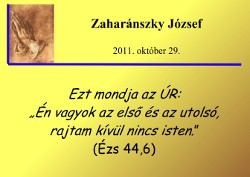 Zaharánszky József
2011. október 29.
Ezt mondja az ÚR:
„Én vagyok az első és az utolsó,
rajtam kívül nincs isten.”
(Ézs 44,6)